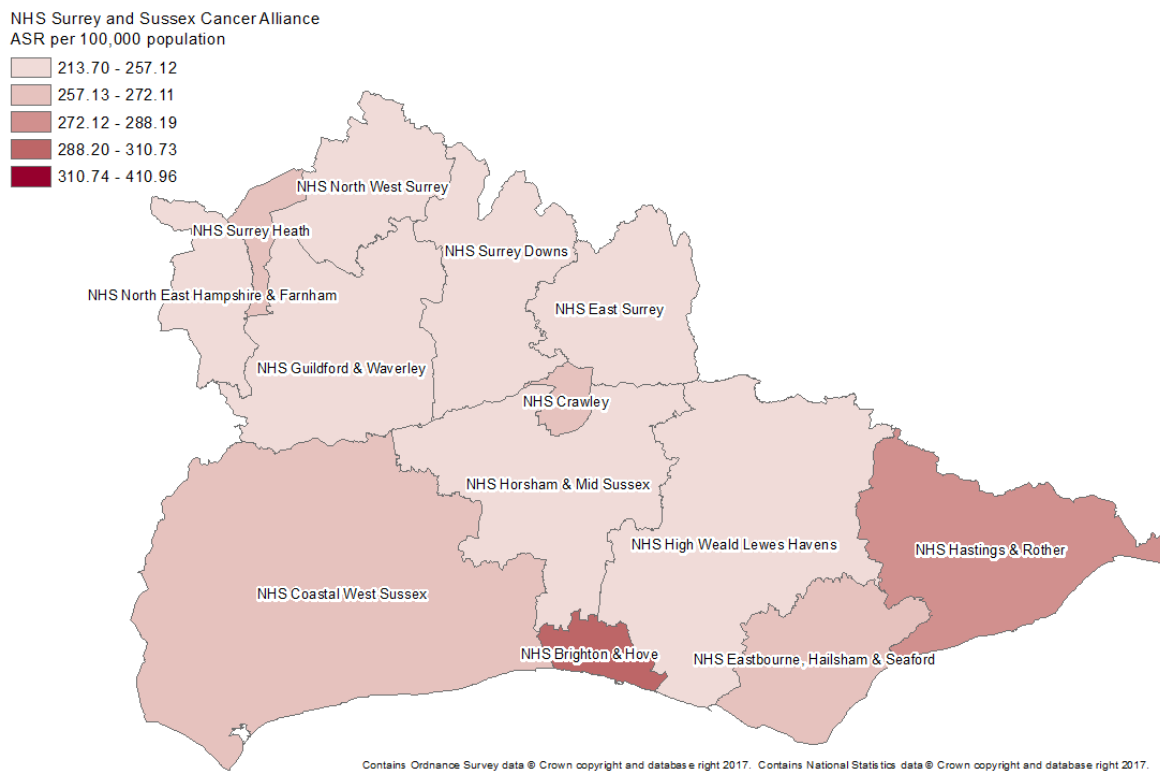 NHS Surrey and Sussex Cancer Alliance
ASR per 100,000 population
213.70 - 257.12
257.13 - 272.11
272.12 - 288.19
288.20 - 310.73
310.74 - 410.96
NHS North West Surrey
NHS Surrey Heath
NHS Surrey Downs
NHS North East Hampshire & Farnham
NHS East Surrey
NHS Guildford & Waverley
NHS Crawley
NHS Horsham & Mid Sussex
NHS High Weald Lewes Havens
NHS Hastings & Rother
NHS Coastal West Sussex
NHS Brighton & Hove
NHS Eastbourne, Hailsham & Seaford
Contains Ordnance Survey data © Crown copyright and database right 2017. Contains National Statistics data © Crown copyright and database right 2017.